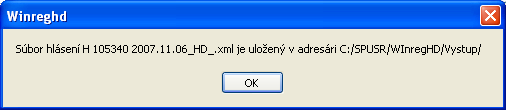 Winreghd
Súbor hlásení H 105340 2007.11.06_HD_.xml je uložený v adresári C:/SPUSR/WInregHD/Vystup/
OK